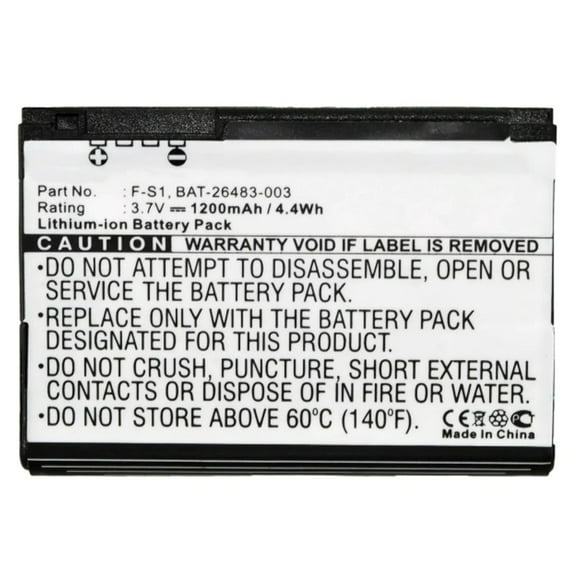 Part No. : F-S1, BAT-26483-003
Rating : 3.7V ⎓ 1200mAh / 4.4Wh
Lithium-ion Battery Pack
CAUTION WARRANTY VOID IF LABEL IS REMOVED
•DO NOT ATTEMPT TO DISASSEMBLE, OPEN OR
SERVICE THE BATTERY PACK.
•REPLACE ONLY WITH THE BATTERY PACK
DESIGNATED FOR THIS PRODUCT.
•DO NOT CRUSH, PUNCTURE, SHORT EXTERNAL
CONTACTS OR DISPOSE OF IN FIRE OR WATER.
•DO NOT STORE ABOVE 60°C (140°F).
CE
Made In China